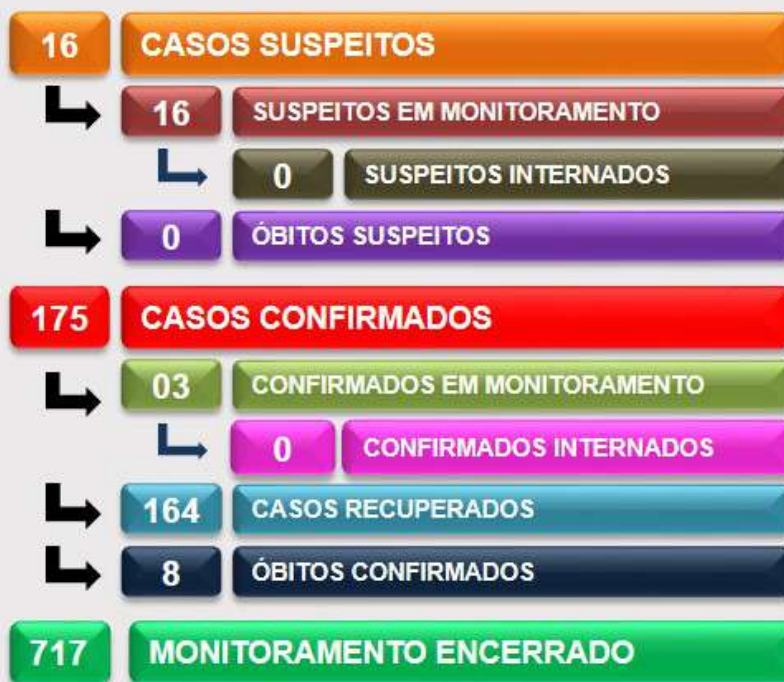 16 CASOS SUSPEITOS
16 SUSPEITOS EM MONITORAMENTO
0 SUSPEITOS INTERNADOS
0 ÓBITOS SUSPEITOS
175 CASOS CONFIRMADOS
03 CONFIRMADOS EM MONITORAMENTO
0 CONFIRMADOS INTERNADOS
164 CASOS RECUPERADOS
8 ÓBITOS CONFIRMADOS
717 MONITORAMENTO ENCERRADO